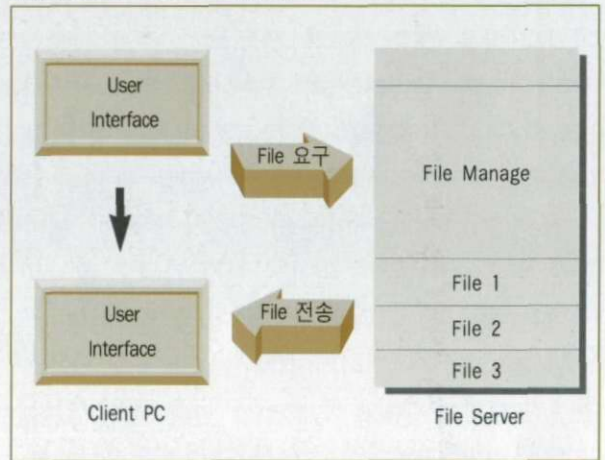 User
Interface
File 요구
File Manage
File 1
User
Interface
File 전송
File 2
File 3
Client PC
File Server